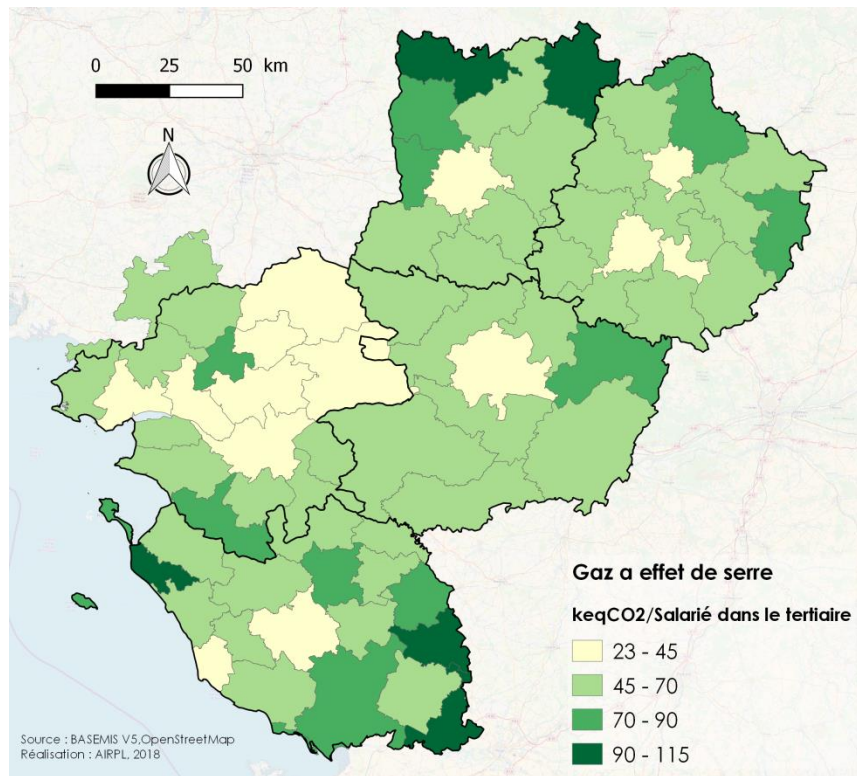 0 25 50 km
N
Gaz a effet de serre
keqCO2/Salarié dans le tertiaire
23 - 45
45 - 70
70 - 90
90 - 115
Source : BASEMIS V5,OpenStreetMap
Réalisation : AIRPL, 2018